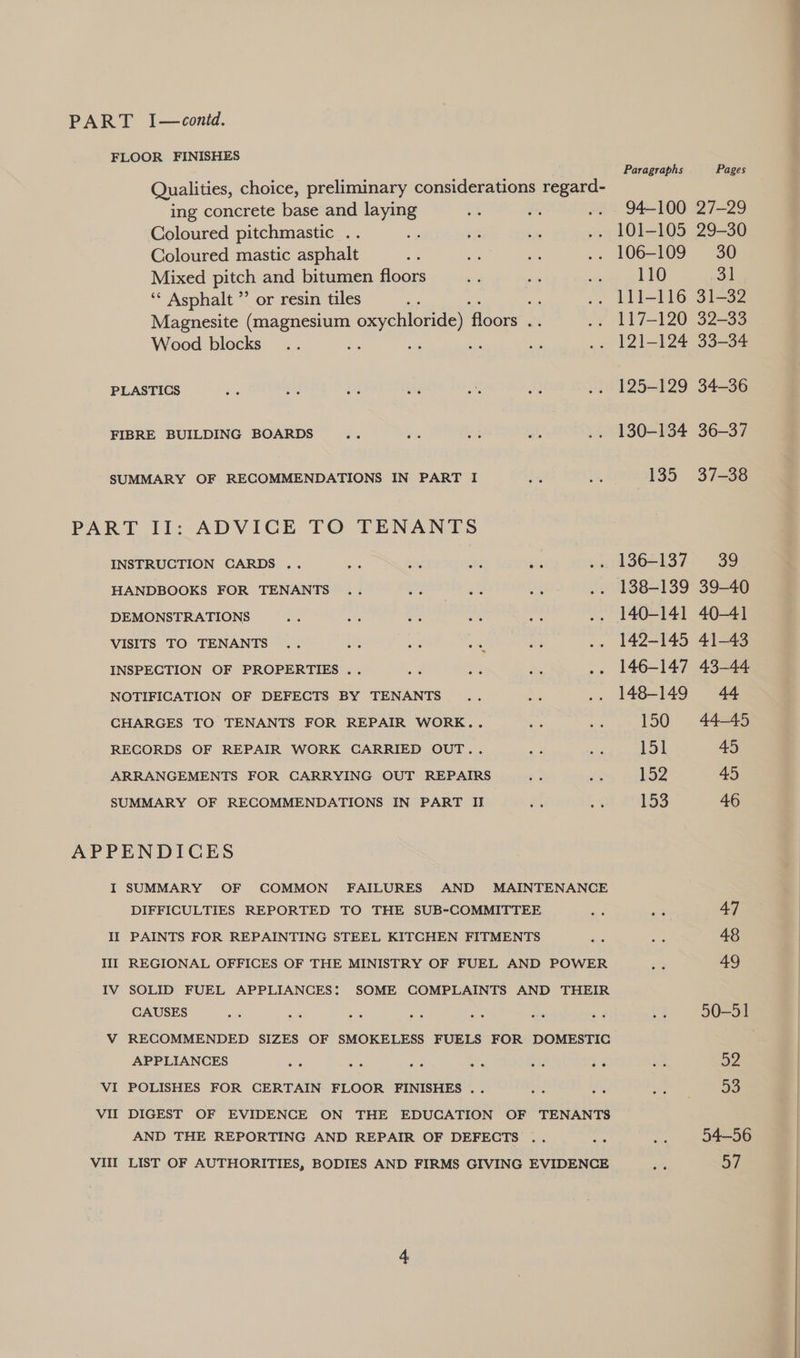 PART I—contd.
FLOOR FINISHES
Paragraphs Pages
Qualities, choice, preliminary considerations regard-
ing concrete base and laying .. .. .. 94–100 27–29
Coloured pitchmastic .. .. .. .. .. 101–105 29–30
Coloured mastic asphalt .. .. .. .. 106–109 30
Mixed pitch and bitumen floors .. .. .. 110 31
“ Asphalt ” or resin tiles .. .. .. .. 111–116 31–32
Magnesite (magnesium oxychloride) floors .. .. 117–120 32–33
Wood blocks .. .. .. .. .. .. 121–124 33–34
PLASTICS .. .. .. .. .. .. .. 125–129 34–36
FIBRE BUILDING BOARDS .. .. .. .. .. 130–134 36–37
SUMMARY OF RECOMMENDATIONS IN PART I .. .. 135 37–38
PART II: ADVICE TO TENANTS
INSTRUCTION CARDS .. .. .. .. .. .. 136–137 39
HANDBOOKS FOR TENANTS .. .. .. .. .. 138–139 39–40
DEMONSTRATIONS .. .. .. .. .. .. 140–141 40–41
VISITS TO TENANTS .. .. .. .. .. .. 142–145 41–43
INSPECTION OF PROPERTIES .. .. .. .. .. 146–147 43–44
NOTIFICATION OF DEFECTS BY TENANTS .. .. .. 148–149 44
CHARGES TO TENANTS FOR REPAIR WORK.. .. .. 150 44–45
RECORDS OF REPAIR WORK CARRIED OUT.. .. .. 151 45
ARRANGEMENTS FOR CARRYING OUT REPAIRS .. .. 152 45
SUMMARY OF RECOMMENDATIONS IN PART II .. .. 153 46
APPENDICES
I SUMMARY OF COMMON FAILURES AND MAINTENANCE
DIFFICULTIES REPORTED TO THE SUB-COMMITTEE .. .. 47
II PAINTS FOR REPAINTING STEEL KITCHEN FITMENTS .. .. 48
III REGIONAL OFFICES OF THE MINISTRY OF FUEL AND POWER .. 49
IV SOLID FUEL APPLIANCES: SOME COMPLAINTS AND THEIR
CAUSES .. .. .. .. .. .. .. .. 50–51
V RECOMMENDED SIZES OF SMOKELESS FUELS FOR DOMESTIC
APPLIANCES .. .. .. .. .. .. .. 52
VI POLISHES FOR CERTAIN FLOOR FINISHES .. .. .. .. 53
VII DIGEST OF EVIDENCE ON THE EDUCATION OF TENANTS
AND THE REPORTING AND REPAIR OF DEFECTS .. .. .. 54–56
VIII LIST OF AUTHORITIES, BODIES AND FIRMS GIVING EVIDENCE .. 57
4